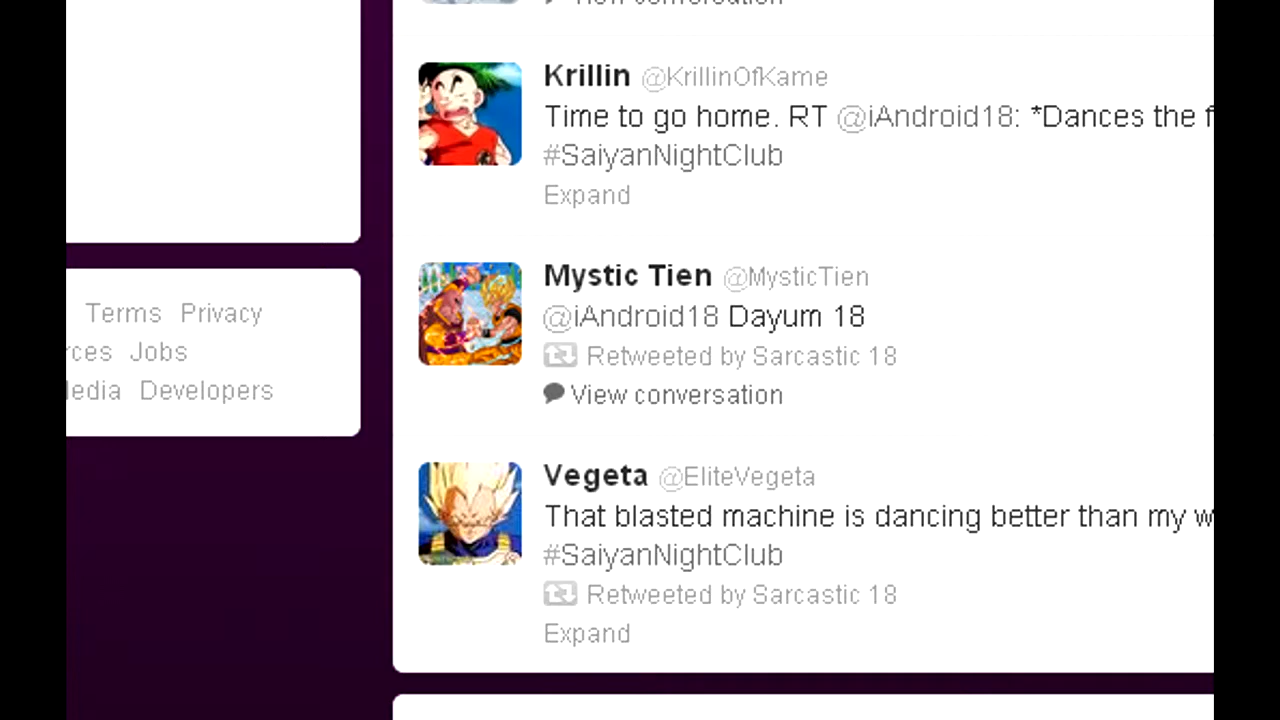 View conversation
Krillin @KrillinOfKame
Time to go home. RT @iAndroid18: *Dances the f
#SaiyanNightClub
Expand
Terms Privacy
Jobs
Developers
Mystic Tien @MysticTien
@iAndroid18 Dayum 18
Retweeted by Sarcastic 18
View conversation
Vegeta @EliteVegeta
That blasted machine is dancing better than my w
#SaiyanNightClub
Retweeted by Sarcastic 18
Expand